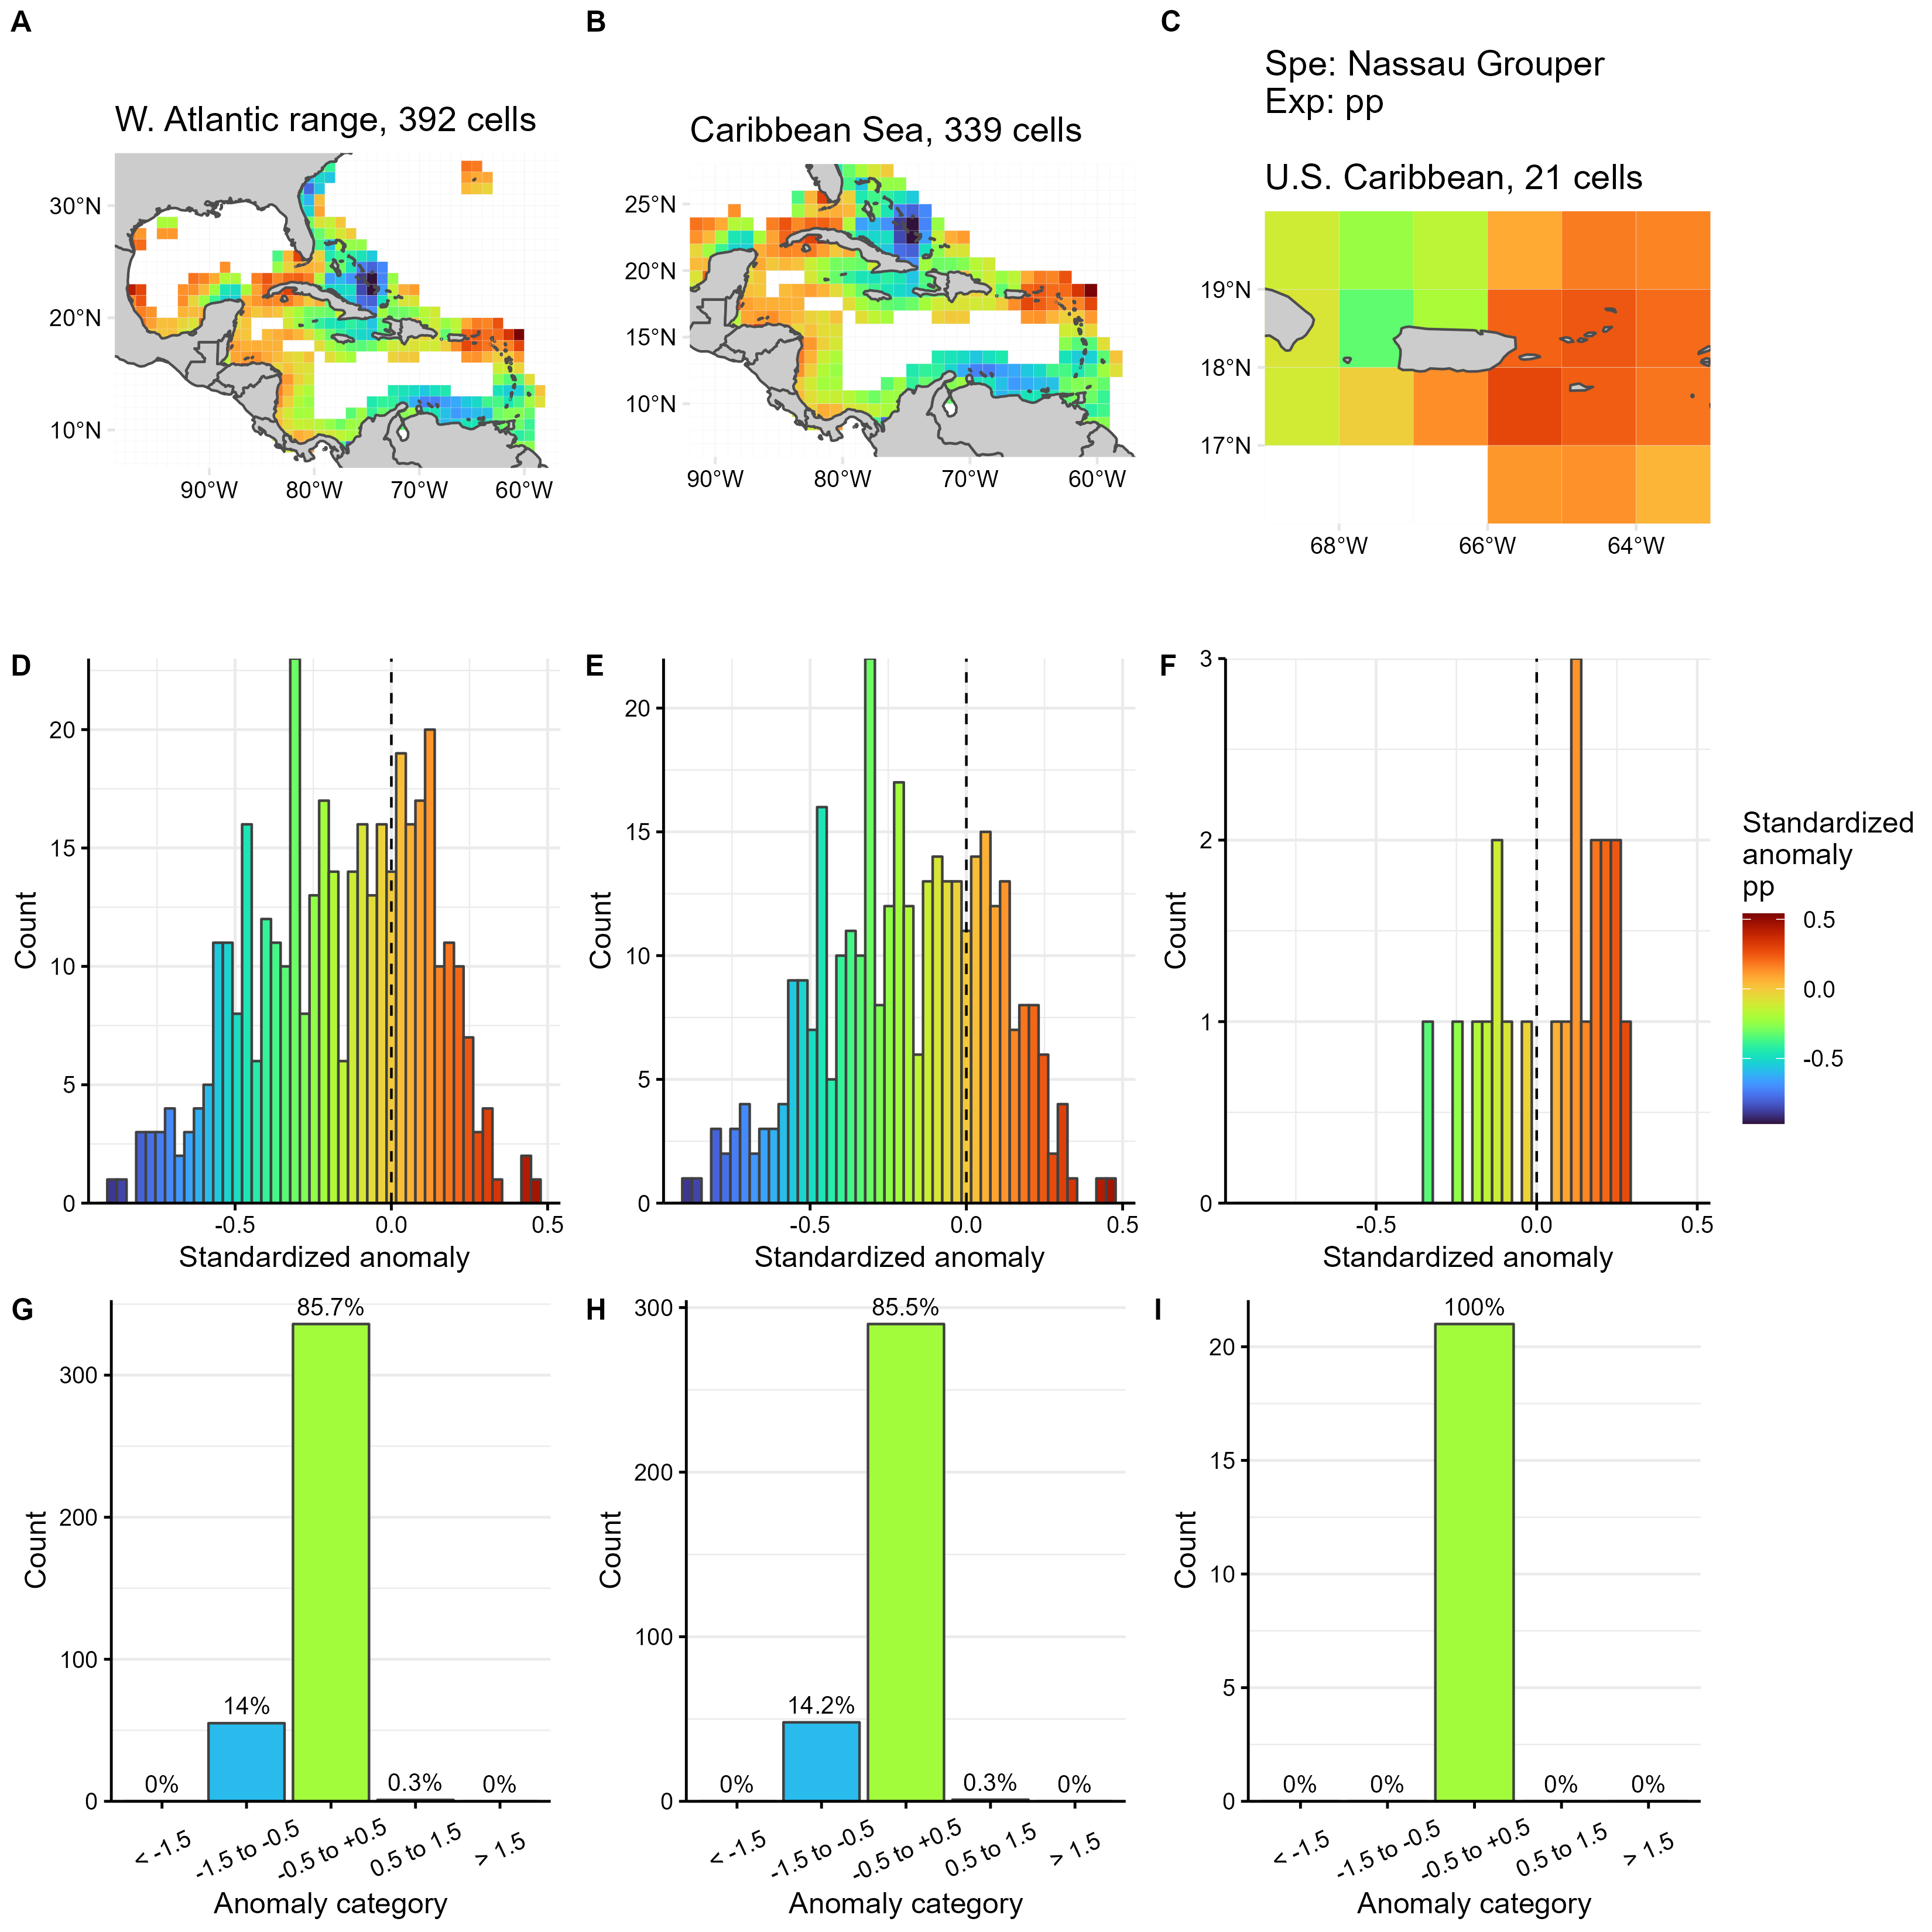 A
B
C
Spe: Nassau Grouper
Exp: pp
W. Atlantic range, 392 cells
Caribbean Sea, 339 cells
U.S. Caribbean, 21 cells
30°N
20°N
10°N
90°W 80°W 70°W 60°W
25°N
20°N
15°N
10°N
90°W 80°W 70°W 60°W
19°N
18°N
17°N
68°W 66°W 64°W
D
Count
20
15
10
5
0
-0.5 0.0 0.5
Standardized anomaly
E
Count
20
15
10
5
0
-0.5 0.0 0.5
Standardized anomaly
F
Count
3
2
1
0
-0.5 0.0 0.5
Standardized anomaly
Standardized
anomaly
pp
0.5
0.0
-0.5
G
Count
300
200
100
0
0% 14% 85.7% 0.3% 0%
< -1.5 -1.5 to -0.5 -0.5 to +0.5 0.5 to 1.5 > 1.5
Anomaly category
H
Count
300
200
100
0
0% 14.2% 85.5% 0.3% 0%
< -1.5 -1.5 to -0.5 -0.5 to +0.5 0.5 to 1.5 > 1.5
Anomaly category
I
Count
20
15
10
5
0
0% 0% 100% 0% 0%
< -1.5 -1.5 to -0.5 -0.5 to +0.5 0.5 to 1.5 > 1.5
Anomaly category